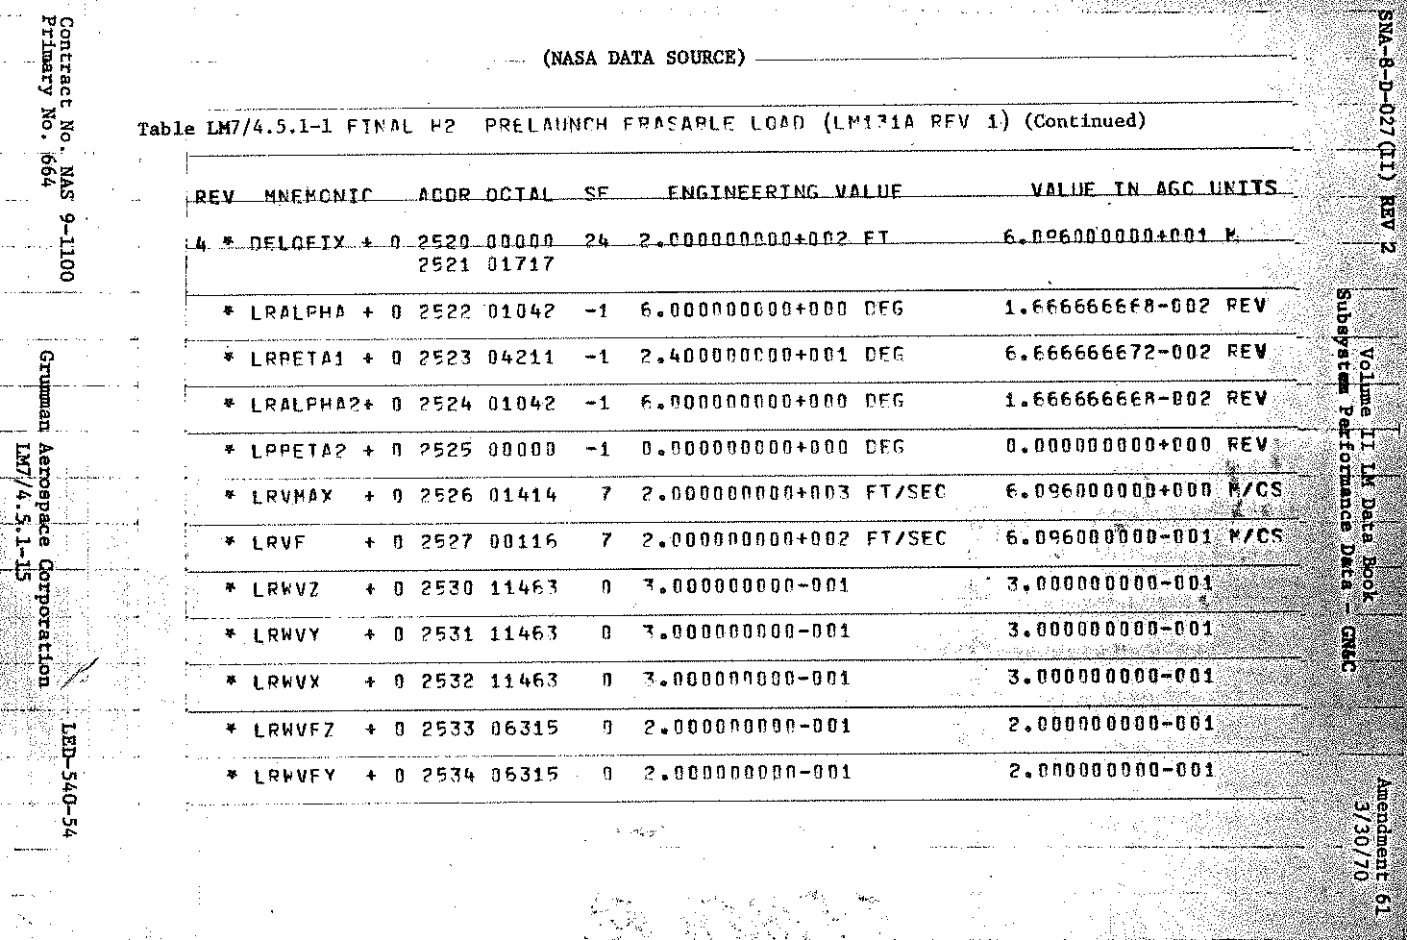 SNA-8-D-027(II) REV 2
Volume II LM Data Book
Subsystem Performance Data - GN&C
Amendment 61
3/30/70
(NASA DATA SOURCE)
Table LM7/4.5.1-1 FINAL H2 PRELAUNCH ERASABLE LOAD (LM131A REV 1) (Continued)
REV MNEMONIC ADDR OCTAL SF ENGINEERING VALUE VALUE IN AGC UNITS
4 * DELQFIX + 0 2520 00000 24 2.000000000+002 FT 6.096000000+001 M
2521 01717
* LRALPHA + 0 2522 01042 -1 6.000000000+000 DEG 1.666666668-002 REV
* LRBETA1 + 0 2523 04211 -1 2.400000000+001 DEG 6.666666672-002 REV
* LRALPHA2+ 0 2524 01042 -1 6.000000000+000 DEG 1.666666668-002 REV
* LRBETA2 + 0 2525 00000 -1 0.000000000+000 DEG 0.000000000+000 REV
* LRVMAX + 0 2526 01414 7 2.000000000+003 FT/SEC 6.096000000+000 M/CS
* LRVF + 0 2527 00116 7 2.000000000+002 FT/SEC 6.096000000-001 M/CS
* LRWVZ + 0 2530 11463 0 3.000000000-001 3.000000000-001
* LRWVY + 0 2531 11463 0 3.000000000-001 3.000000000-001
* LRWVX + 0 2532 11463 0 3.000000000-001 3.000000000-001
* LRWVFZ + 0 2533 06315 0 2.000000000-001 2.000000000-001
* LRWVFY + 0 2534 06315 0 2.000000000-001 2.000000000-001
Contract No. NAS 9-1100
Primary No. 664
Grumman Aerospace Corporation
LM7/4.5.1-15
LED-540-54